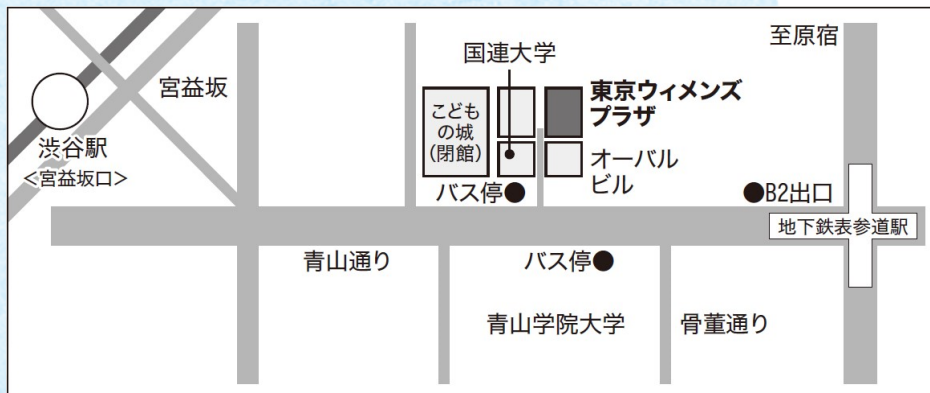 至原宿
国連大学
宮益坂
東京ウィメンズ
プラザ
こども
の城
(閉館)
渋谷駅
<宮益坂口>
オーバル
ビル
バス停●
●B2出口
地下鉄表参道駅
青山通り
バス停●
青山学院大学
骨董通り